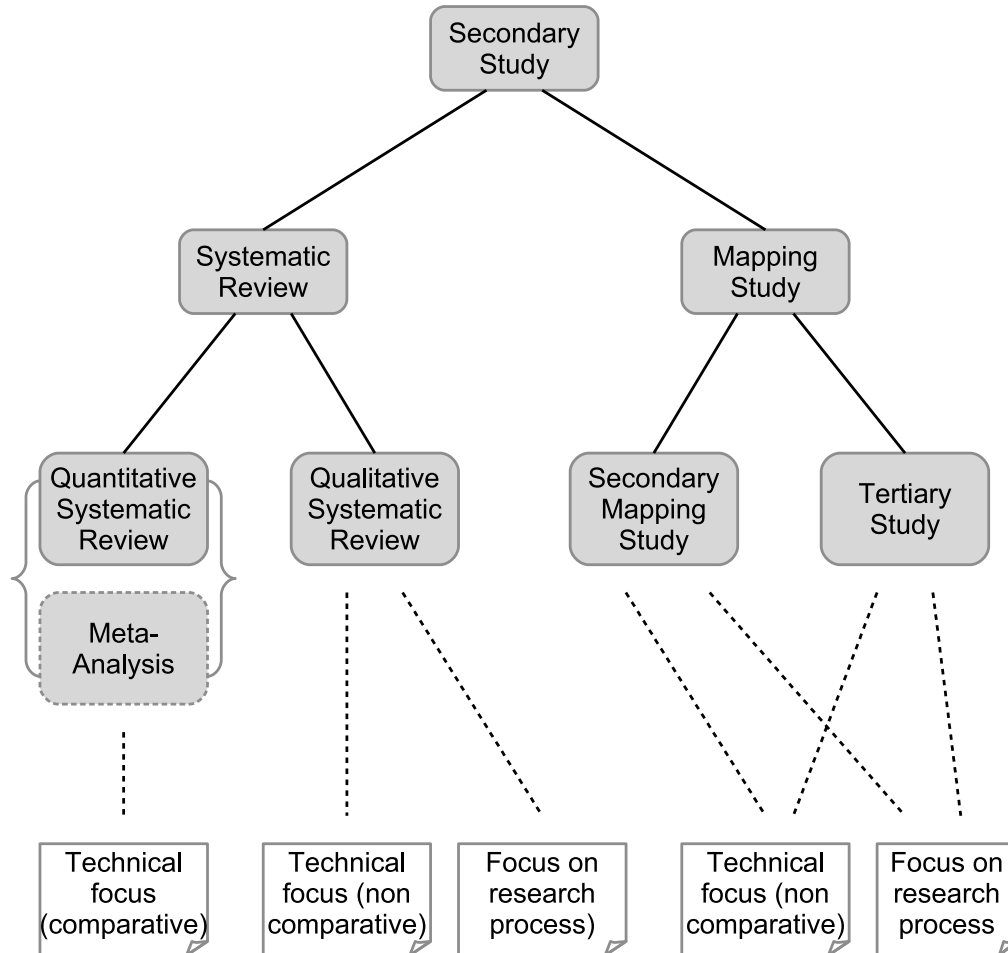 Secondary
Study
Systematic
Review
Mapping
Study
Quantitative
Systematic
Review
Qualitative
Systematic
Review
Secondary
Mapping
Study
Tertiary
Study
Meta-
Analysis
Technical
focus
(comparative)
Technical
focus (non
comparative)
Focus on
research
process)
Technical
focus (non
comparative)
Focus on
research
process